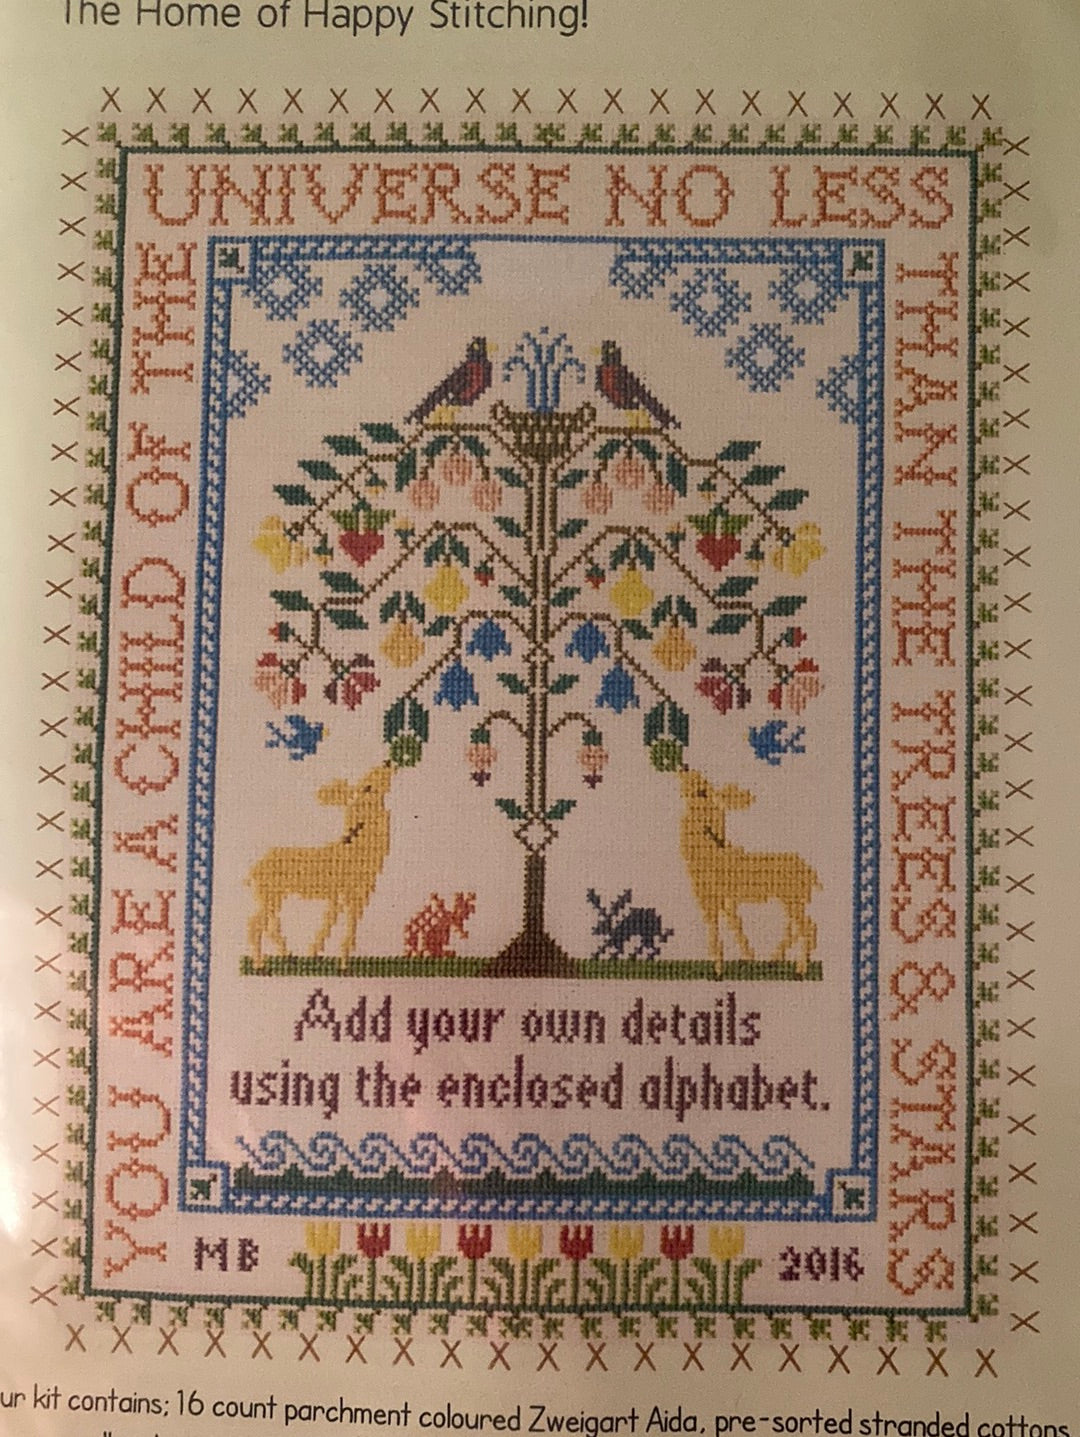 The Home of Happy Stitching!
YOU ARE A CHILD OF THE
UNIVERSE NO LESS
THAN THE TREES & STARS
Add your own details
using the enclosed alphabet.
MB
2016
ur kit contains; 16 count parchment coloured Zweigart Aida, pre-sorted stranded cottons